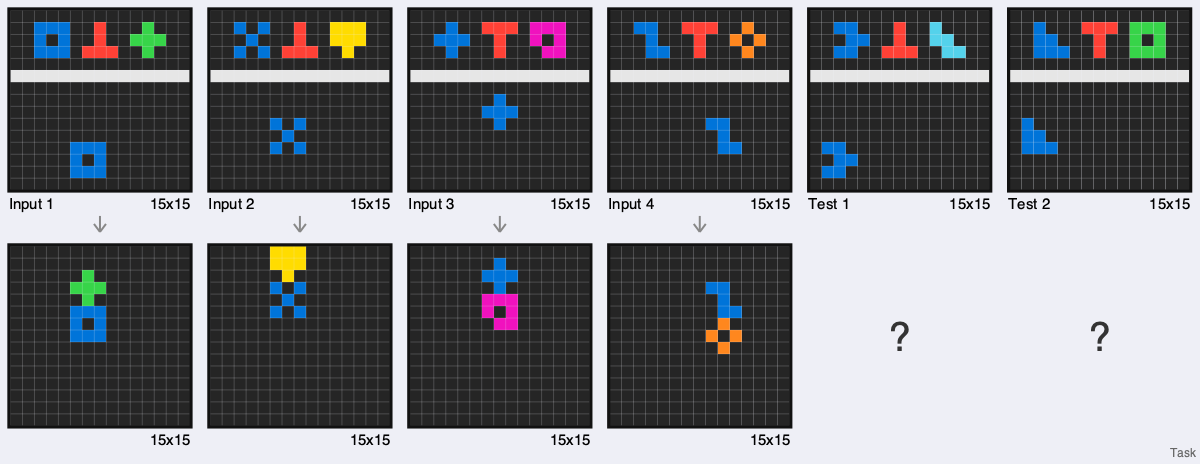 Input 1 15x15
Input 2 15x15
Input 3 15x15
Input 4 15x15
Test 1 15x15
Test 2 15x15
?
?
15x15
15x15
15x15
15x15
Task